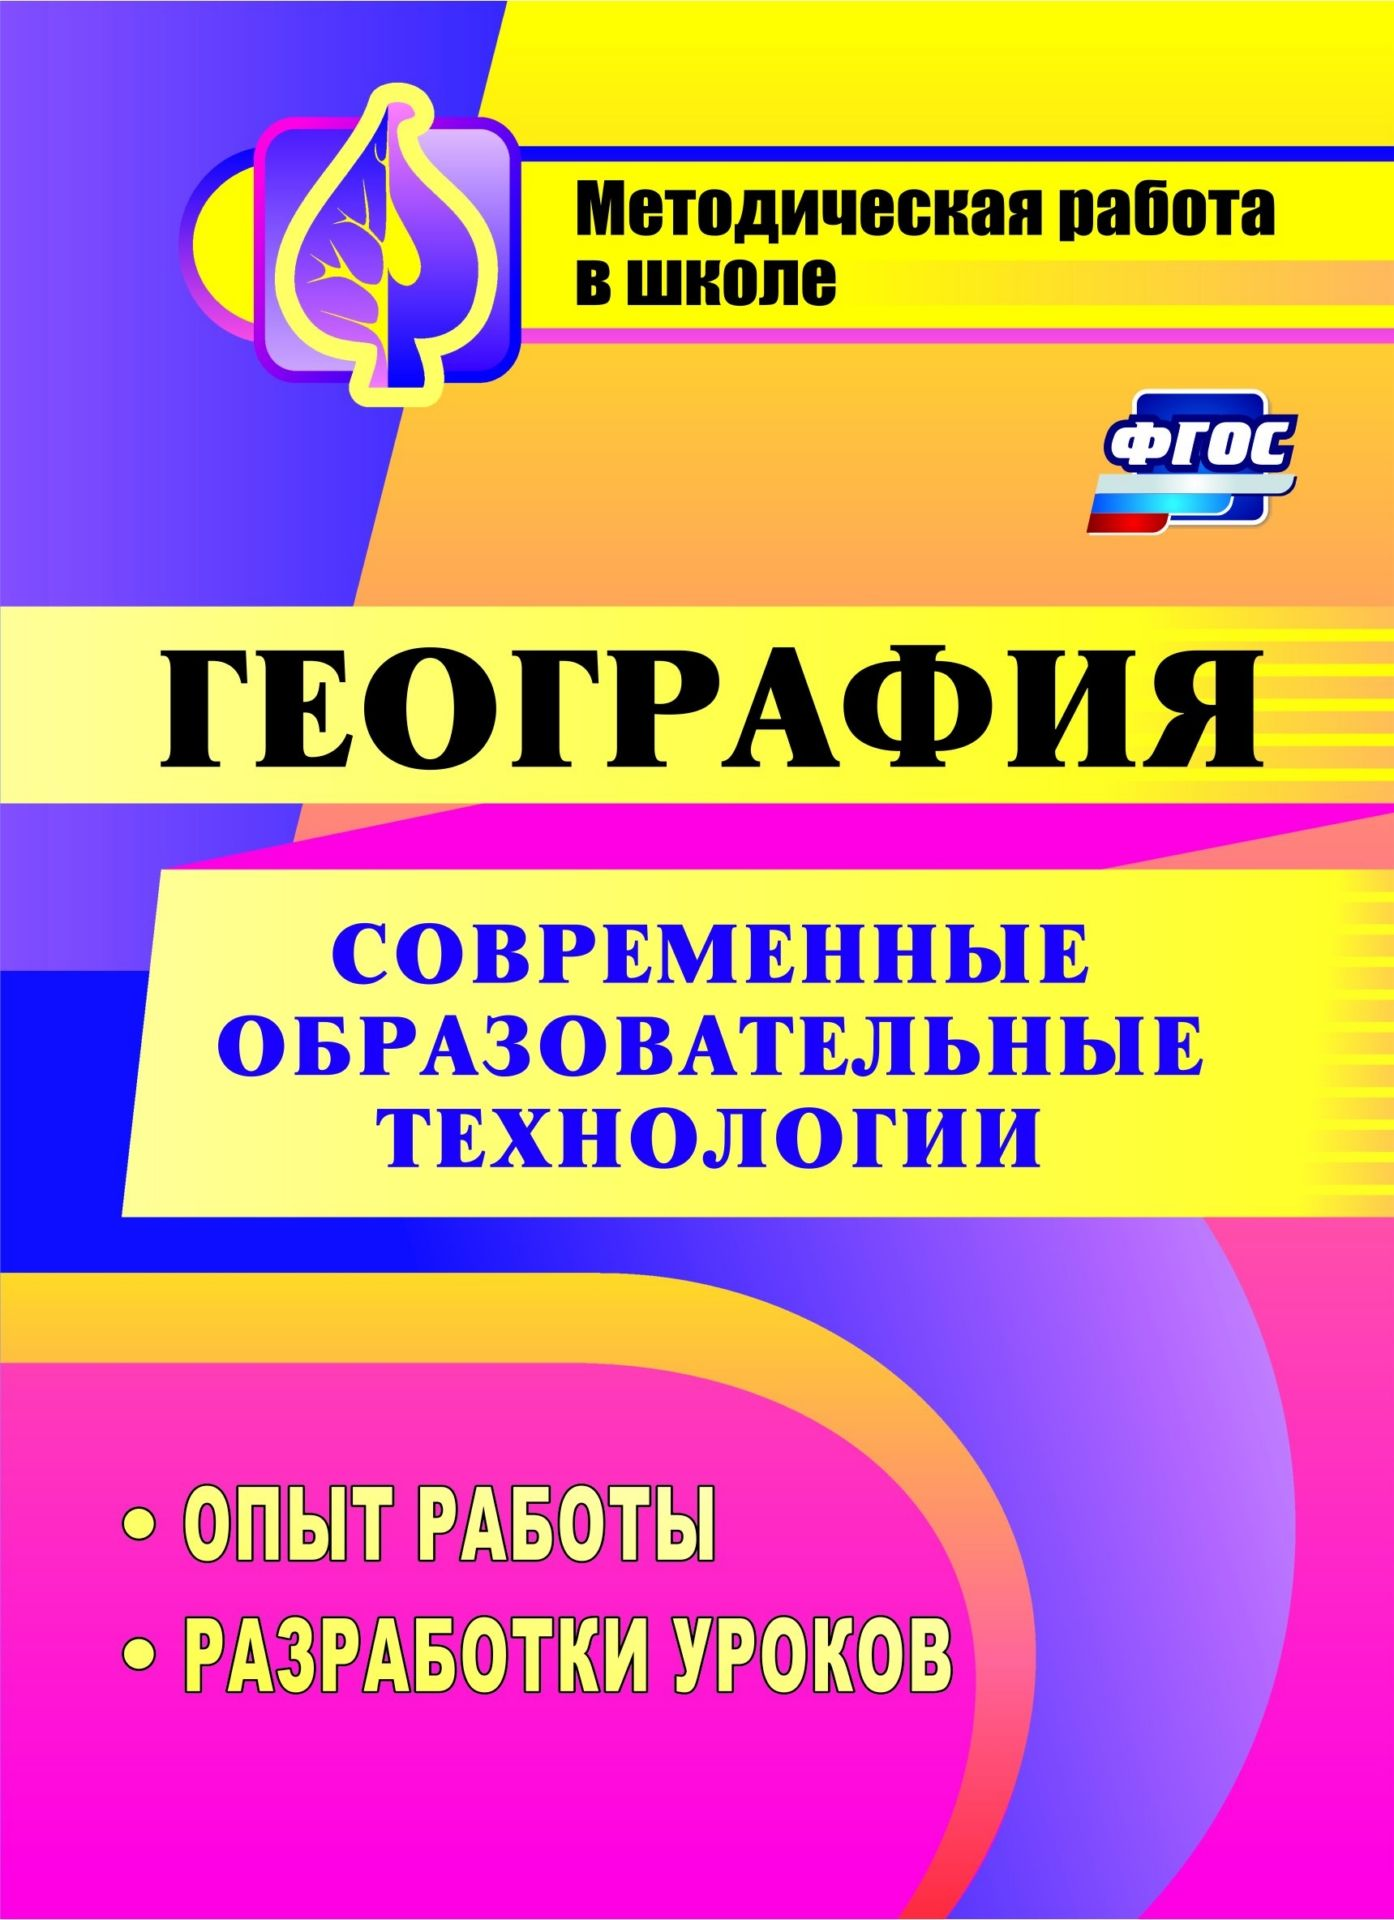 Методическая работа
в школе
ФГОС
ГЕОГРАФИЯ
СОВРЕМЕННЫЕ
ОБРАЗОВАТЕЛЬНЫЕ
ТЕХНОЛОГИИ
• ОПЫТ РАБОТЫ
• РАЗРАБОТКИ УРОКОВ